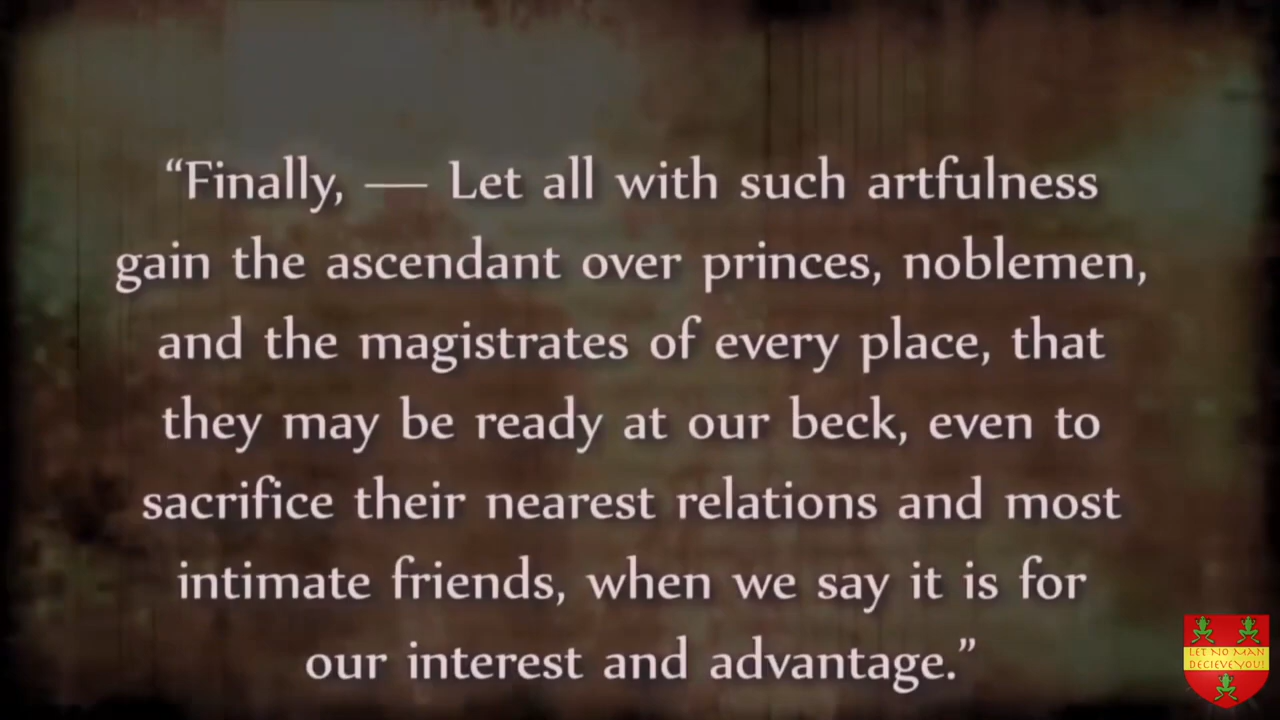 “Finally, — Let all with such artfulness
gain the ascendant over princes, noblemen,
and the magistrates of every place, that
they may be ready at our beck, even to
sacrifice their nearest relations and most
intimate friends, when we say it is for
our interest and advantage.”
LET NO MAN
DECIEVE YOU!